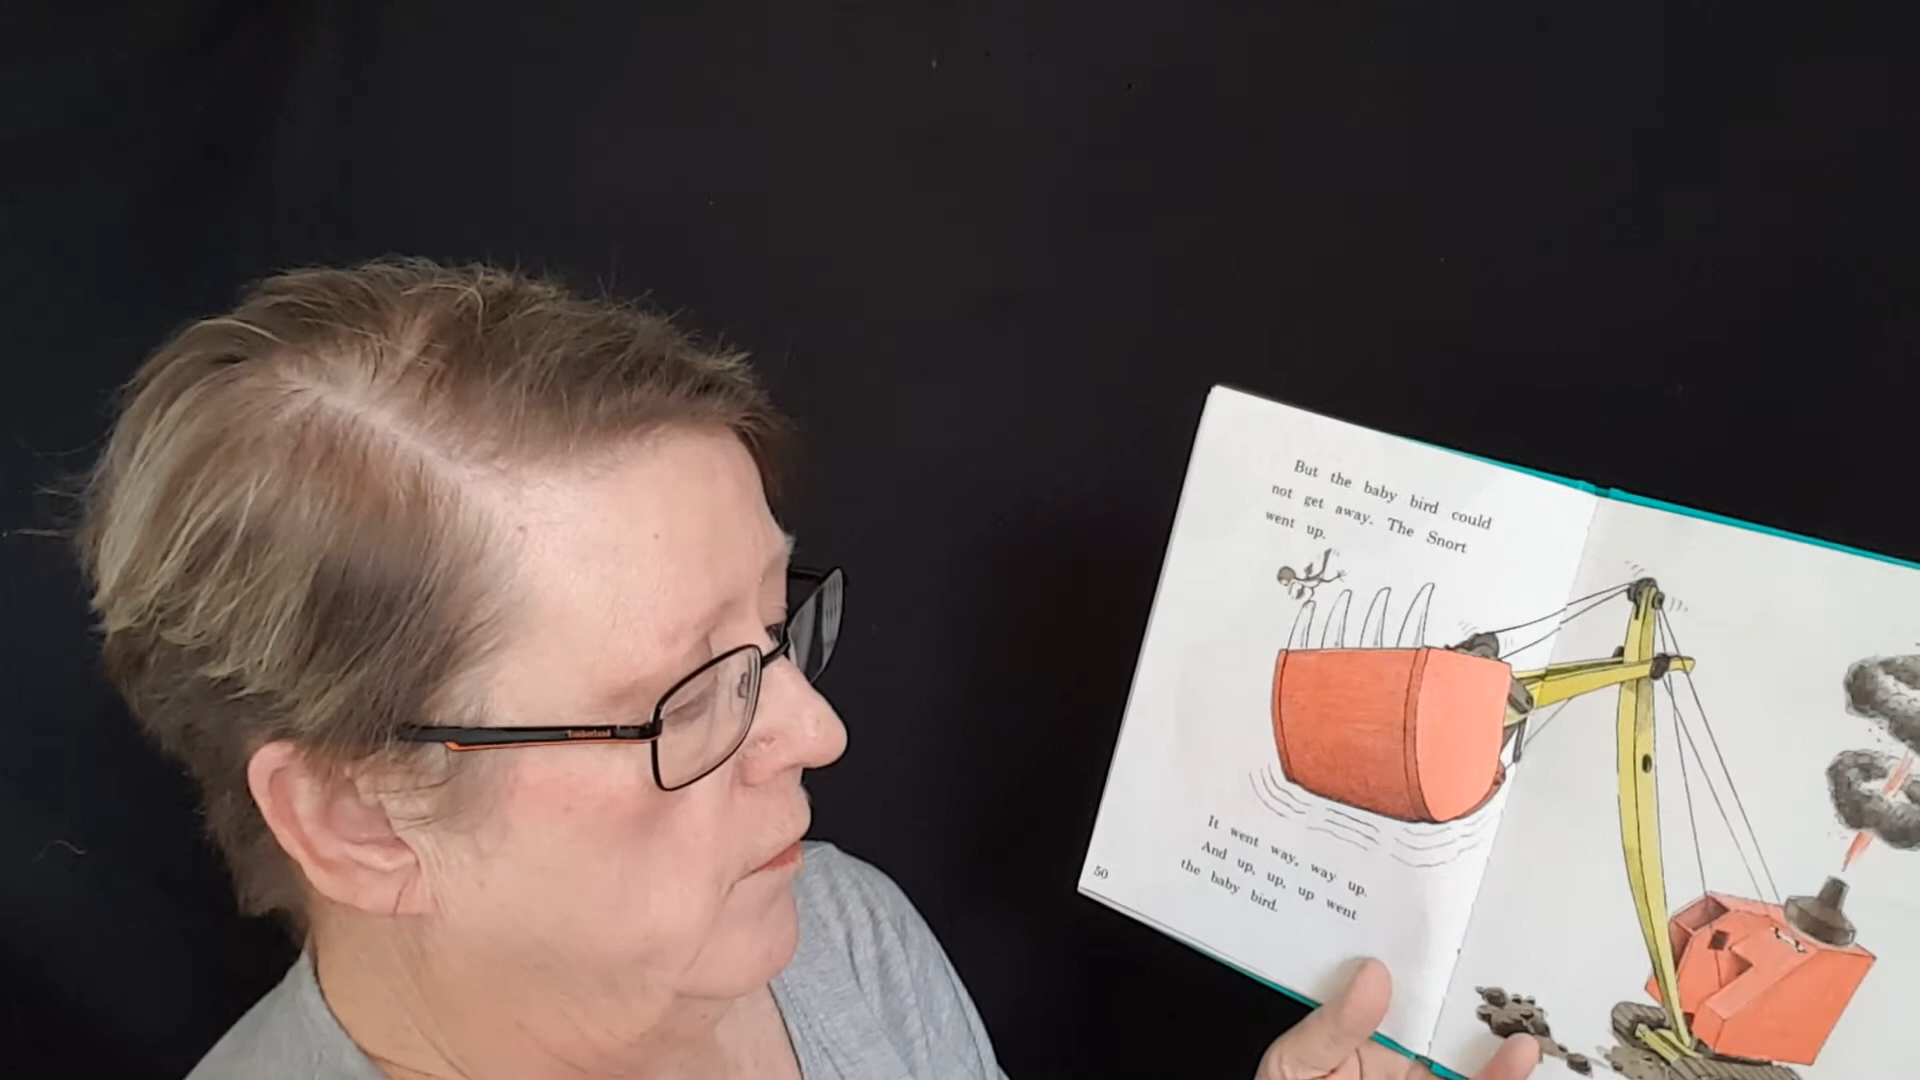 Timberland
But the baby bird could
not get away. The Snort
went up.
It went way, way up.
And up, up, up went
the baby bird.
50